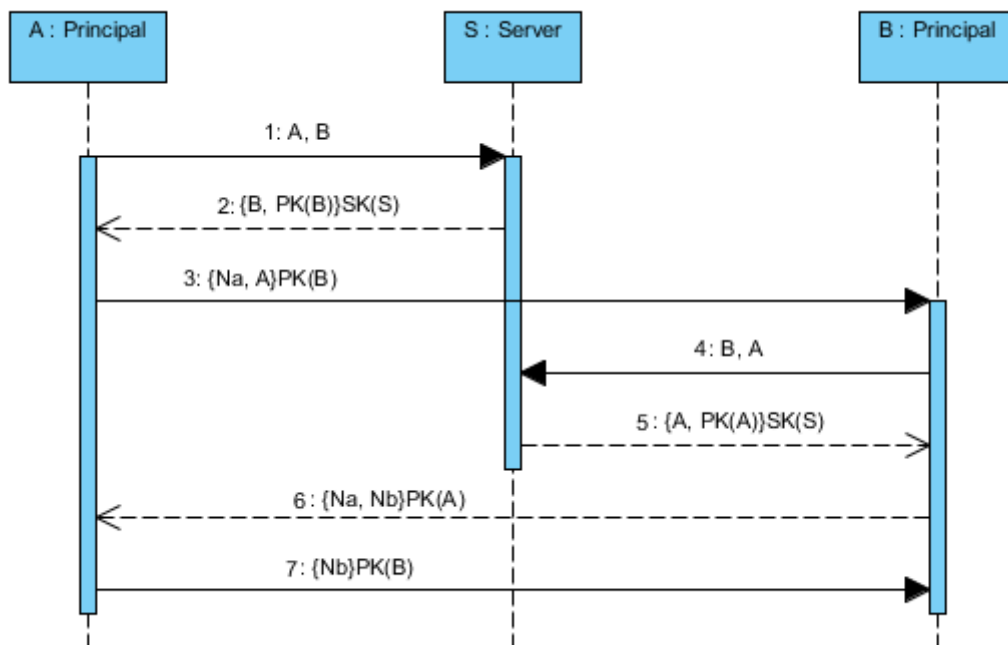 A : Principal
S : Server
B : Principal
1: A, B
2: {B, PK(B)}SK(S)
3: {Na, A}PK(B)
4: B, A
5: {A, PK(A)}SK(S)
6: {Na, Nb}PK(A)
7: {Nb}PK(B)